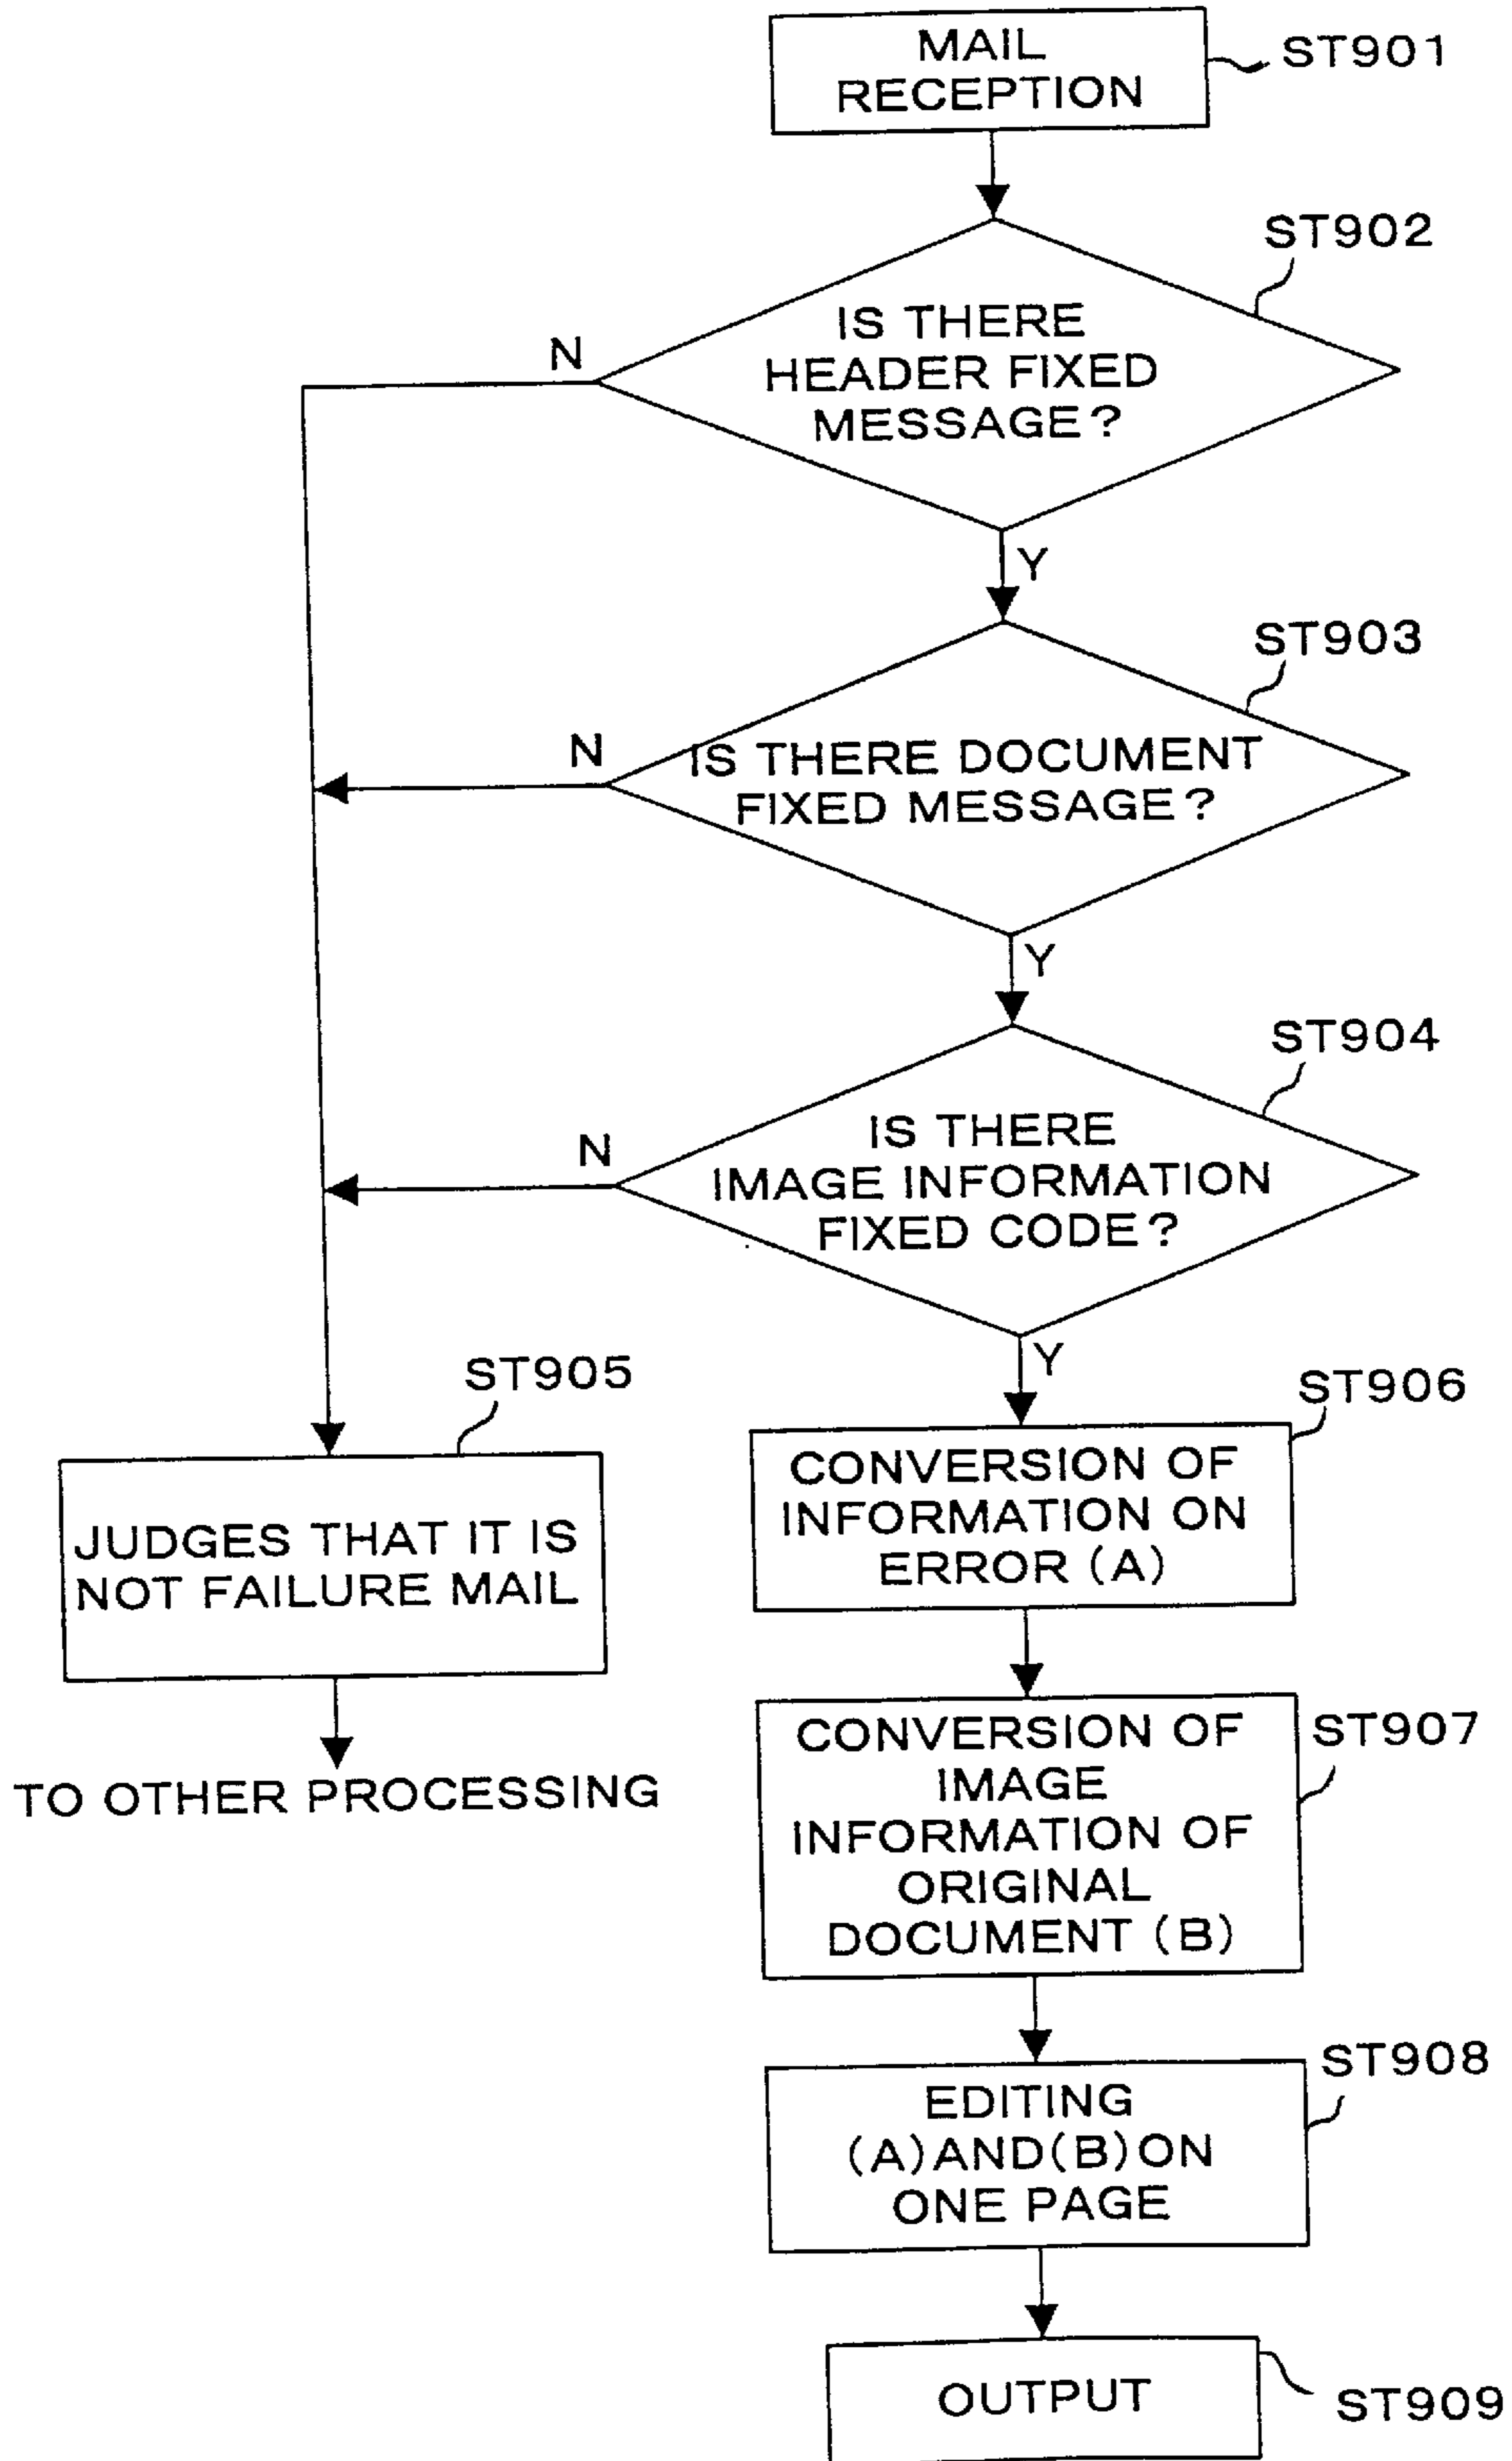 MAIL
RECEPTION
ST901
ST902
IS THERE
HEADER FIXED
MESSAGE?
N
Y
ST903
IS THERE DOCUMENT
FIXED MESSAGE?
N
Y
ST904
IS THERE
IMAGE INFORMATION
FIXED CODE?
N
Y
ST905
JUDGES THAT IT IS
NOT FAILURE MAIL
TO OTHER PROCESSING
ST906
CONVERSION OF
INFORMATION ON
ERROR (A)
ST907
CONVERSION OF
IMAGE
INFORMATION OF
ORIGINAL
DOCUMENT (B)
ST908
EDITING
(A)AND(B)ON
ONE PAGE
OUTPUT
ST909